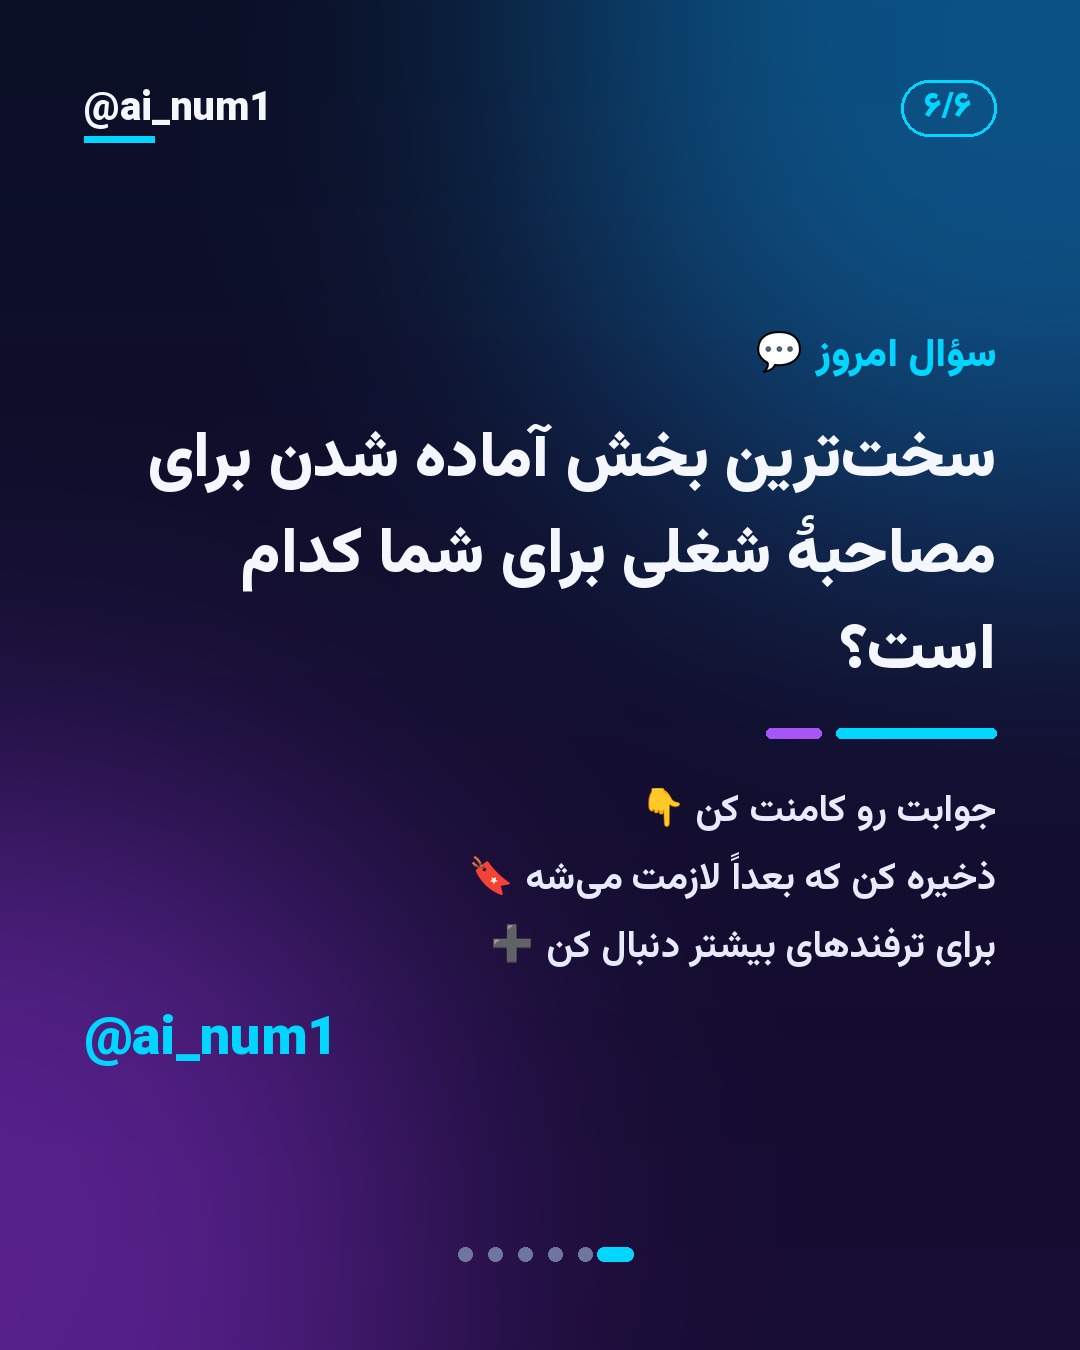 @ai_num1
۶/۶
سؤال امروز 💬
سخت‌ترین بخش آماده شدن برای
مصاحبهٔ شغلی برای شما کدام
است؟
جوابت رو کامنت کن 👇
ذخیره کن که بعداً لازمت می‌شه 🔖
برای ترفندهای بیشتر دنبال کن ➕
@ai_num1